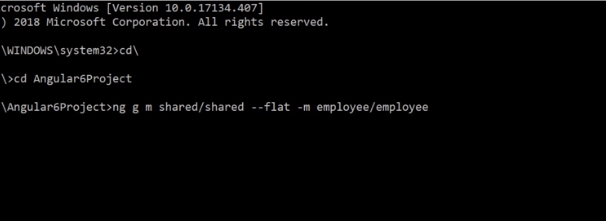 crosoft Windows [Version 10.0.17134.407]
) 2018 Microsoft Corporation. All rights reserved.
\WINDOWS\system32>cd\
\>cd Angular6Project
\Angular6Project>ng g m shared/shared --flat -m employee/employee